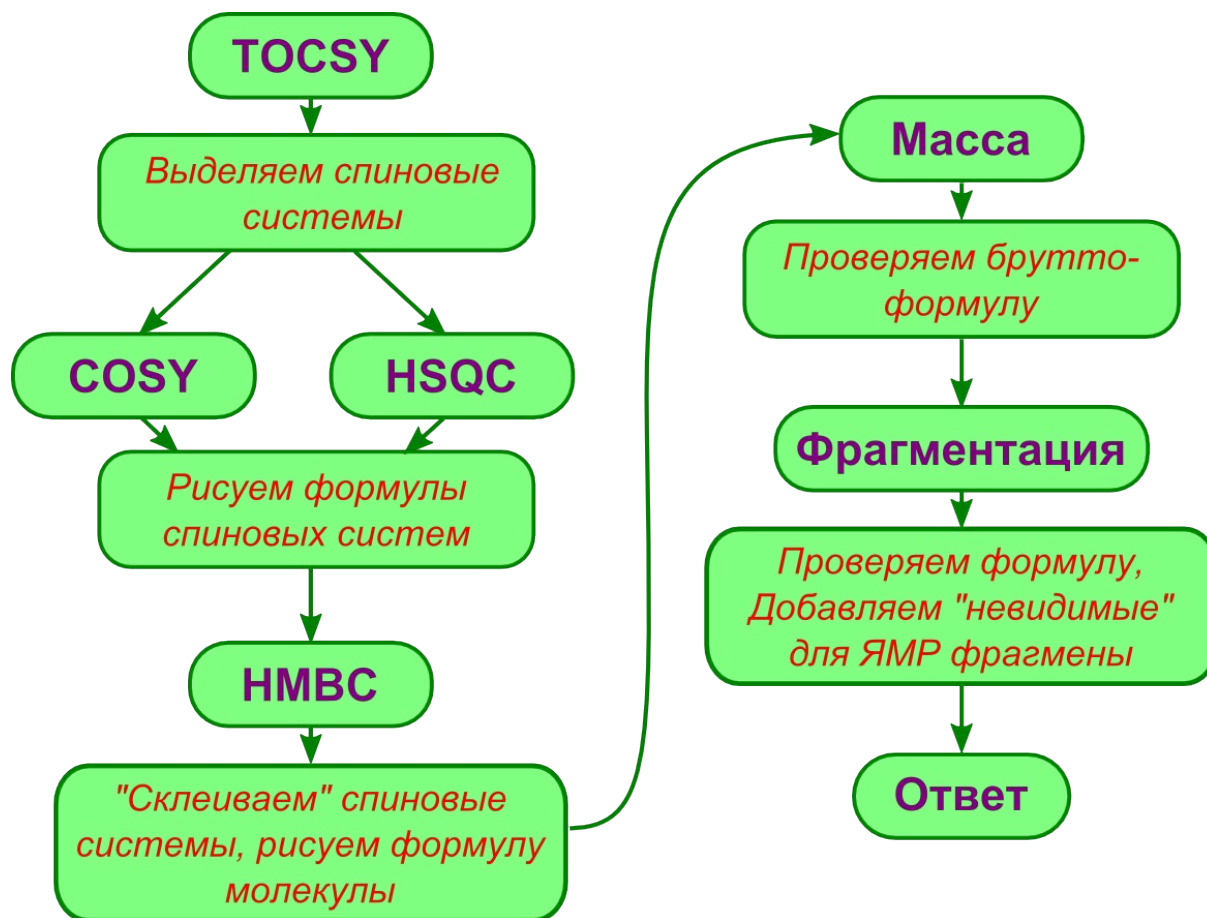 TOCSY
Выделяем спиновые
системы
COSY
HSQC
Рисуем формулы
спиновых систем
HMBC
"Склеиваем" спиновые
системы, рисуем формулу
молекулы
Масса
Проверяем брутто-
формулу
Фрагментация
Проверяем формулу,
Добавляем "невидимые"
для ЯМР фрагмены
Ответ